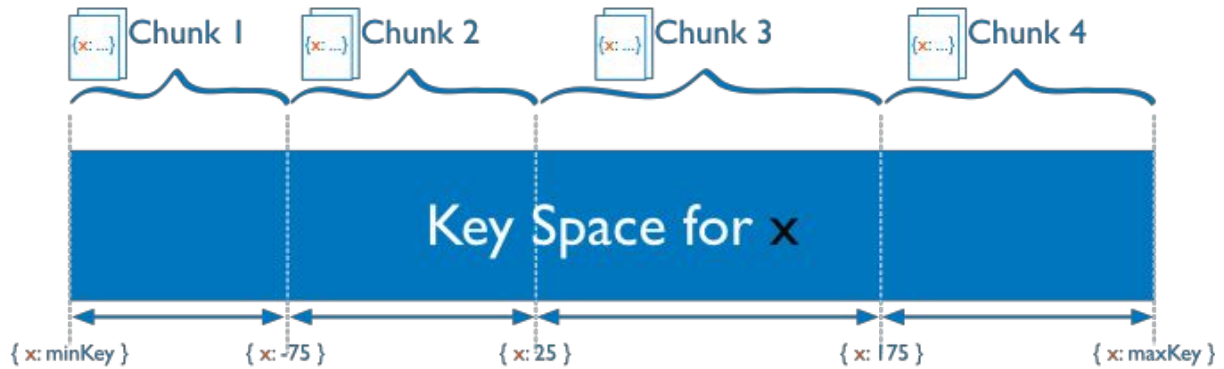 {x: ...} Chunk 1
{x: ...} Chunk 2
{x: ...} Chunk 3
{x: ...} Chunk 4
Key Space for x
{ x: minKey }
{ x: -75 }
{ x: 25 }
{ x: 175 }
{ x: maxKey }